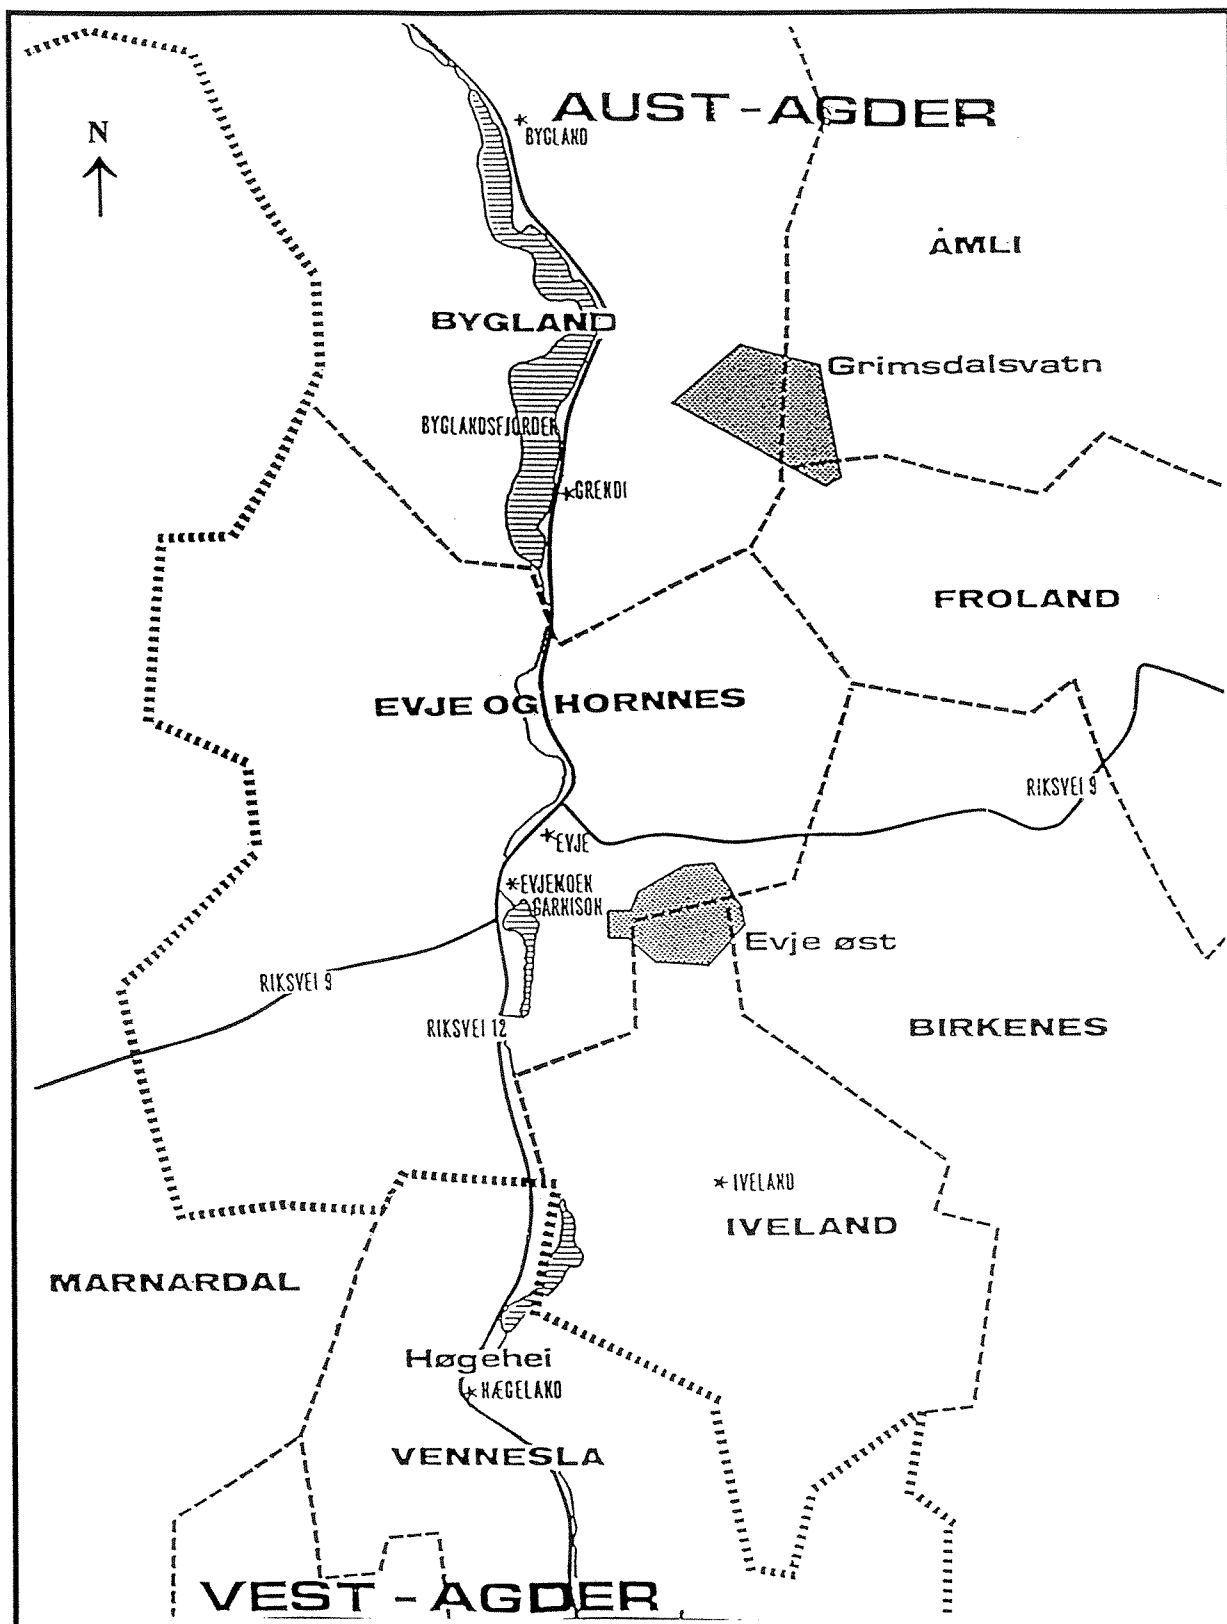 AUST-AGDER
N
BYGLAND
ÅMLI
BYGLAND
Grimsdalsvatn
BYGLANDSFJORDEN
GRENDI
FROLAND
EVJE OG HORNNES
RIKSVEI 9
EVJE
EVJEMOEN
GARNISON
Evje øst
RIKSVEI 9
RIKSVEI 12
BIRKENES
IVELAND
IVELAND
MARNARDAL
Høgehei
HÆGELAND
VENNESLA
VEST-AGDER